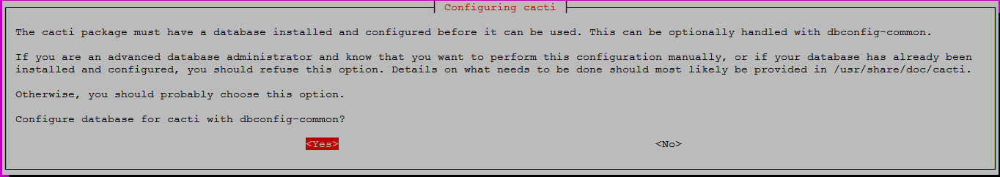 Configuring cacti
The cacti package must have a database installed and configured before it can be used. This can be optionally handled with dbconfig-common.
If you are an advanced database administrator and know that you want to perform this configuration manually, or if your database has already been
installed and configured, you should refuse this option. Details on what needs to be done should most likely be provided in /usr/share/doc/cacti.
Otherwise, you should probably choose this option.
Configure database for cacti with dbconfig-common?
<Yes> <No>